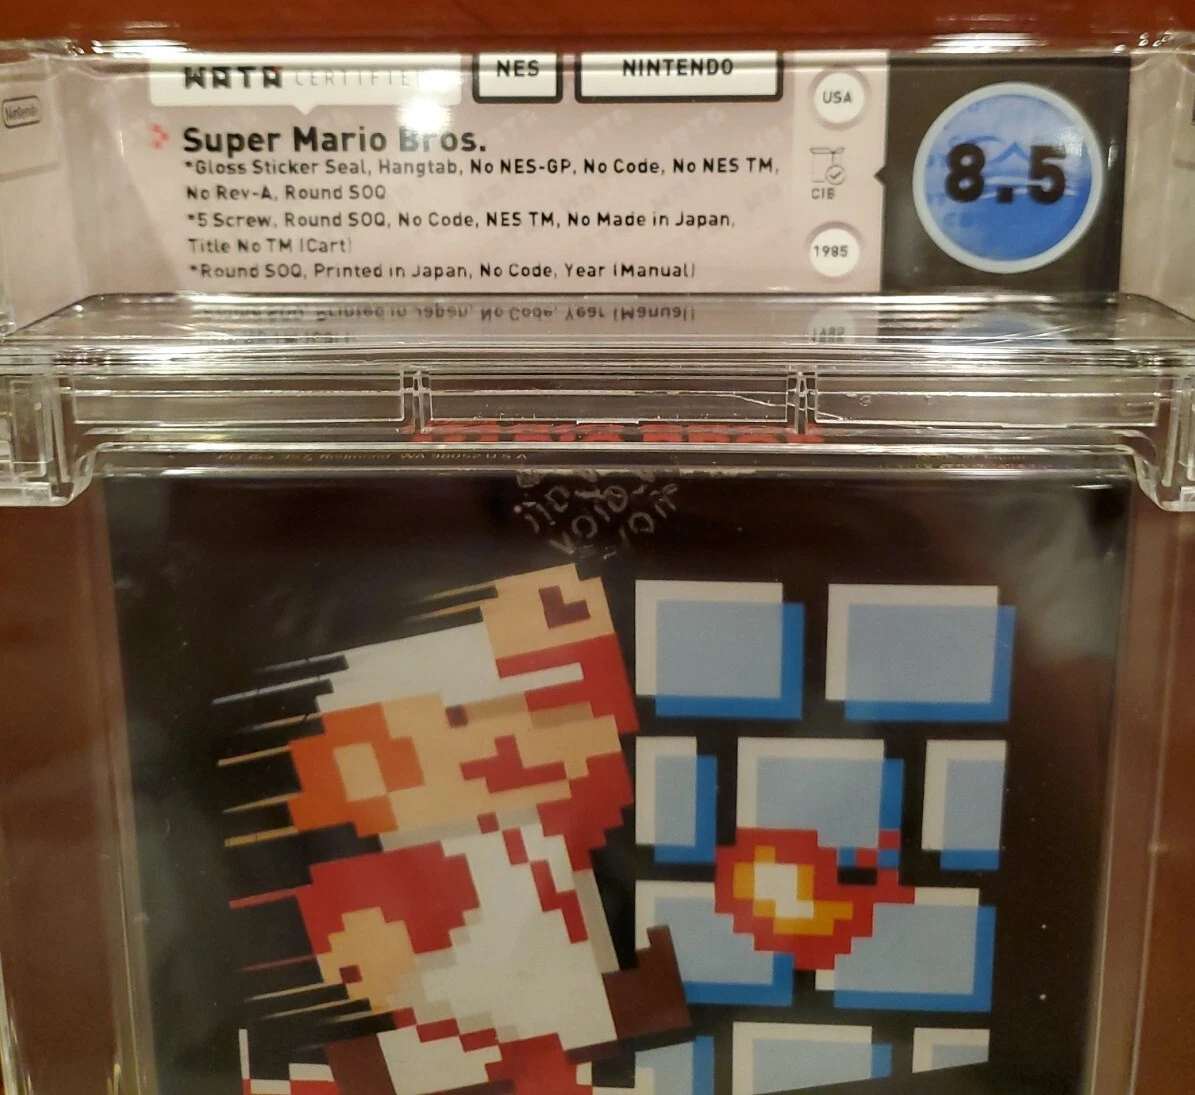 Nintendo
WATA CERTIFIED
NES
NINTENDO
Super Mario Bros.
*Gloss Sticker Seal, Hangtab, No NES-GP, No Code, No NES TM,
No Rev-A, Round SOQ
*5 Screw, Round SOQ, No Code, NES TM, No Made in Japan,
Title No TM (Cart)
*Round SOQ, Printed in Japan, No Code, Year (Manual)
USA
CIB
1985
8.5
VOID